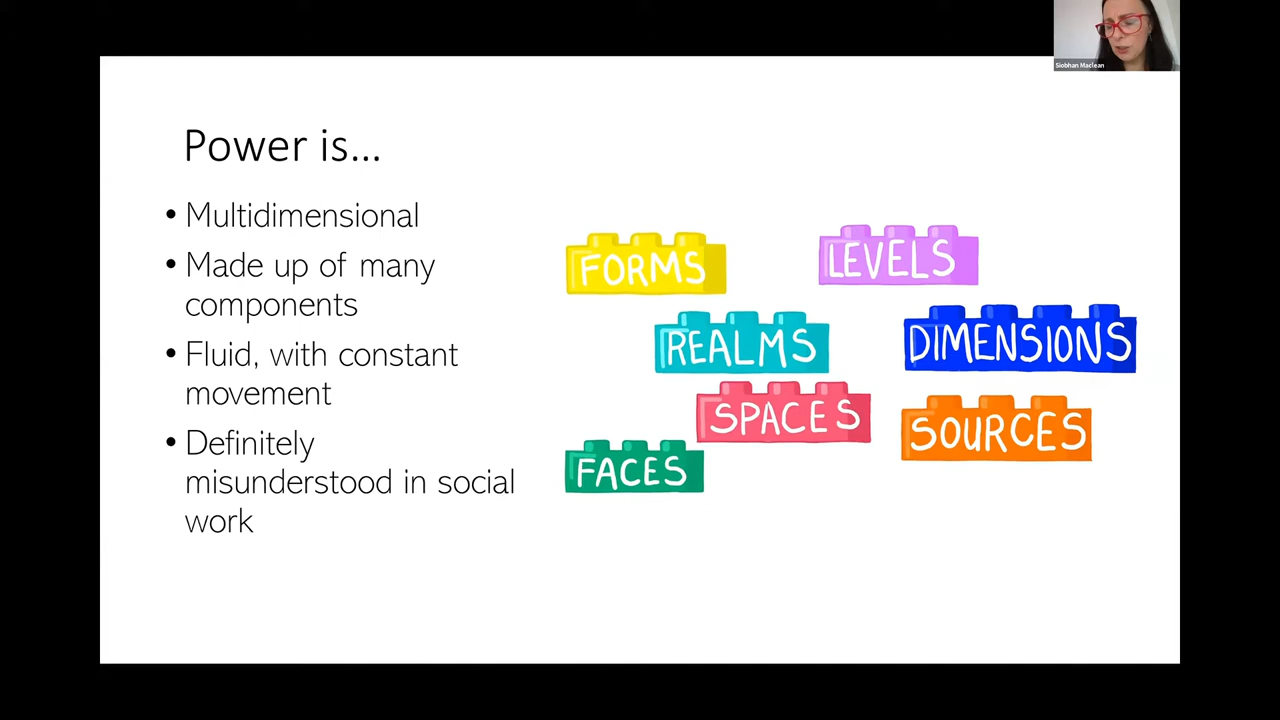 Siobhan Maclean
Power is...
• Multidimensional
• Made up of many
components
• Fluid, with constant
movement
• Definitely
misunderstood in social
work
FORMS
LEVELS
REALMS
DIMENSIONS
SPACES
SOURCES
FACES